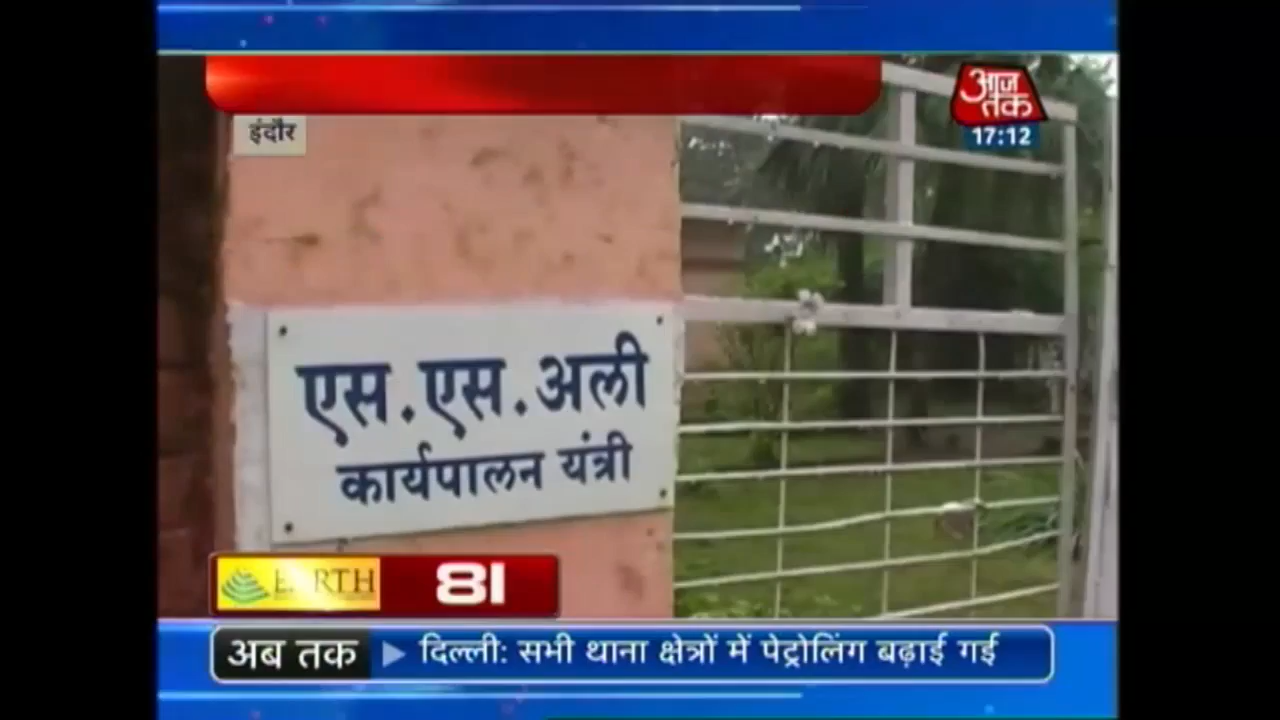 आज
तक
17:12
इंदौर
एस.एस.अली
कार्यपालन यंत्री
EARTH
81
अब तक
दिल्ली: सभी थाना क्षेत्रों में पेट्रोलिंग बढ़ाई गई